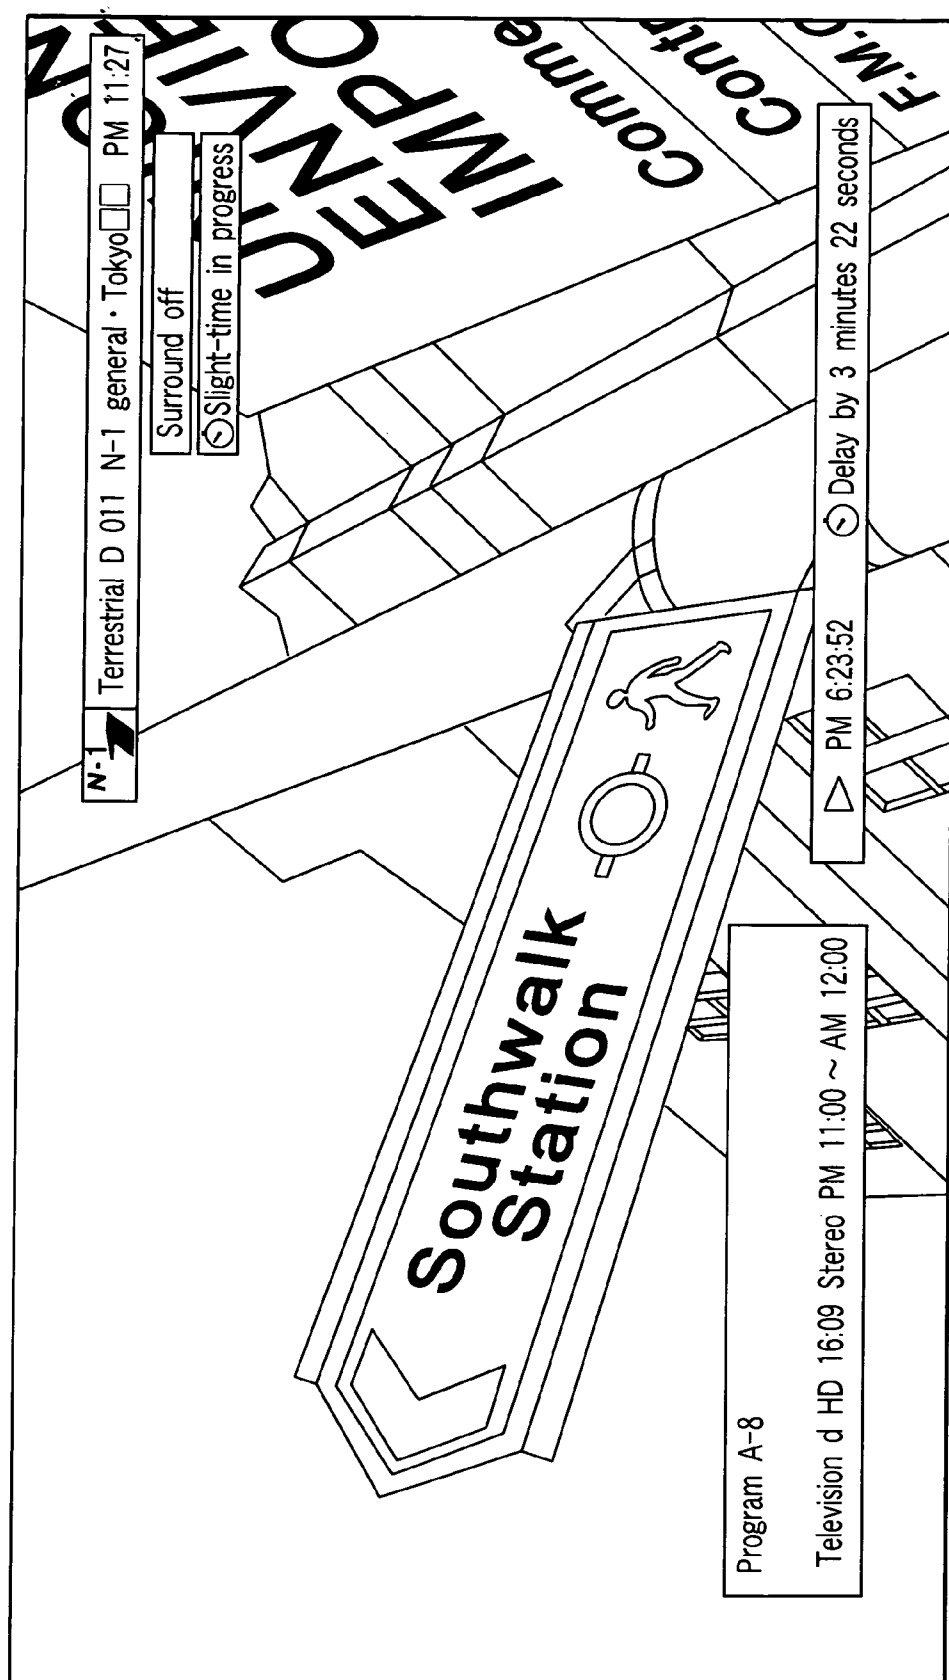 N-1
Terrestrial D 011 N-1 general・Tokyo□□ PM 11:27
Surround off
Slight-time in progress
ENVI
IMPO
Comme
Contr
F.M.C
Southwalk
Station
PM 6:23:52 Delay by 3 minutes 22 seconds
Program A-8
Television d HD 16:09 Stereo PM 11:00 ~ AM 12:00